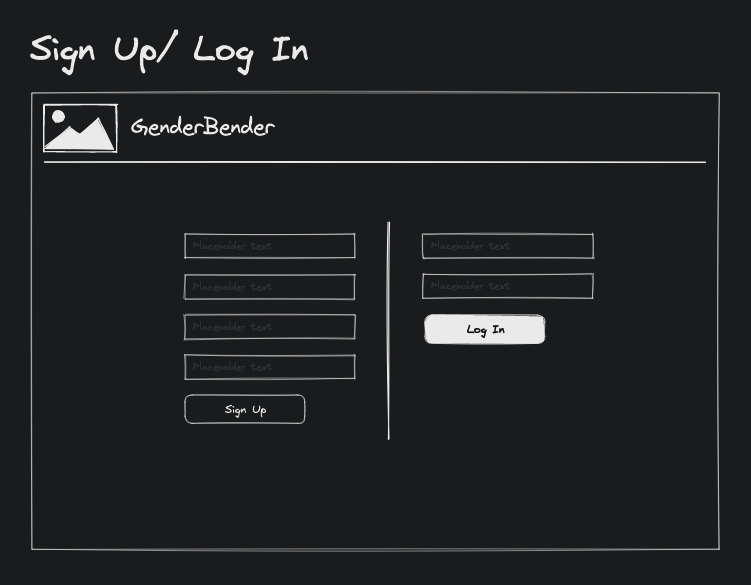 Sign Up/ Log In
GenderBender
Placeholder text
Placeholder text
Placeholder text
Placeholder text
Sign Up
Placeholder text
Placeholder text
Log In